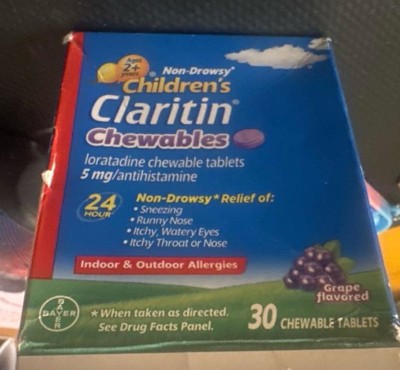 Ages
2+
years
Non-Drowsy*
Children's
Claritin®
Chewables
loratadine chewable tablets
5 mg/antihistamine
24
HOUR
Non-Drowsy* Relief of:
• Sneezing
• Runny Nose
• Itchy, Watery Eyes
• Itchy Throat or Nose
Indoor & Outdoor Allergies
Grape
flavored
BAYER
BAYER
*When taken as directed.
See Drug Facts Panel.
30 CHEWABLE TABLETS